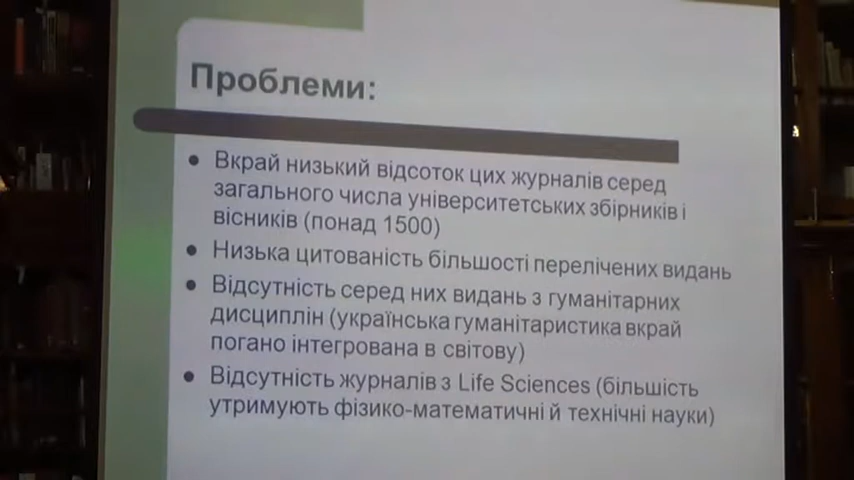 Проблеми:
Вкрай низький відсоток цих журналів серед
загального числа університетських збірників і
вісників (понад 1500)
Низька цитованість більшості перелічених видань
Відсутність серед них видань з гуманітарних
дисциплін (українська гуманітаристика вкрай
погано інтегрована в світову)
Відсутність журналів з Life Sciences (більшість
утримують фізико-математичні й технічні науки)